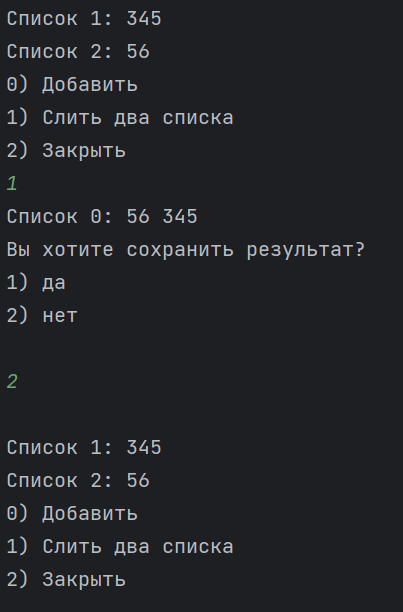 Список 1: 345
Список 2: 56
0) Добавить
1) Слить два списка
2) Закрыть
1
Список 0: 56 345
Вы хотите сохранить результат?
1) да
2) нет
2
Список 1: 345
Список 2: 56
0) Добавить
1) Слить два списка
2) Закрыть